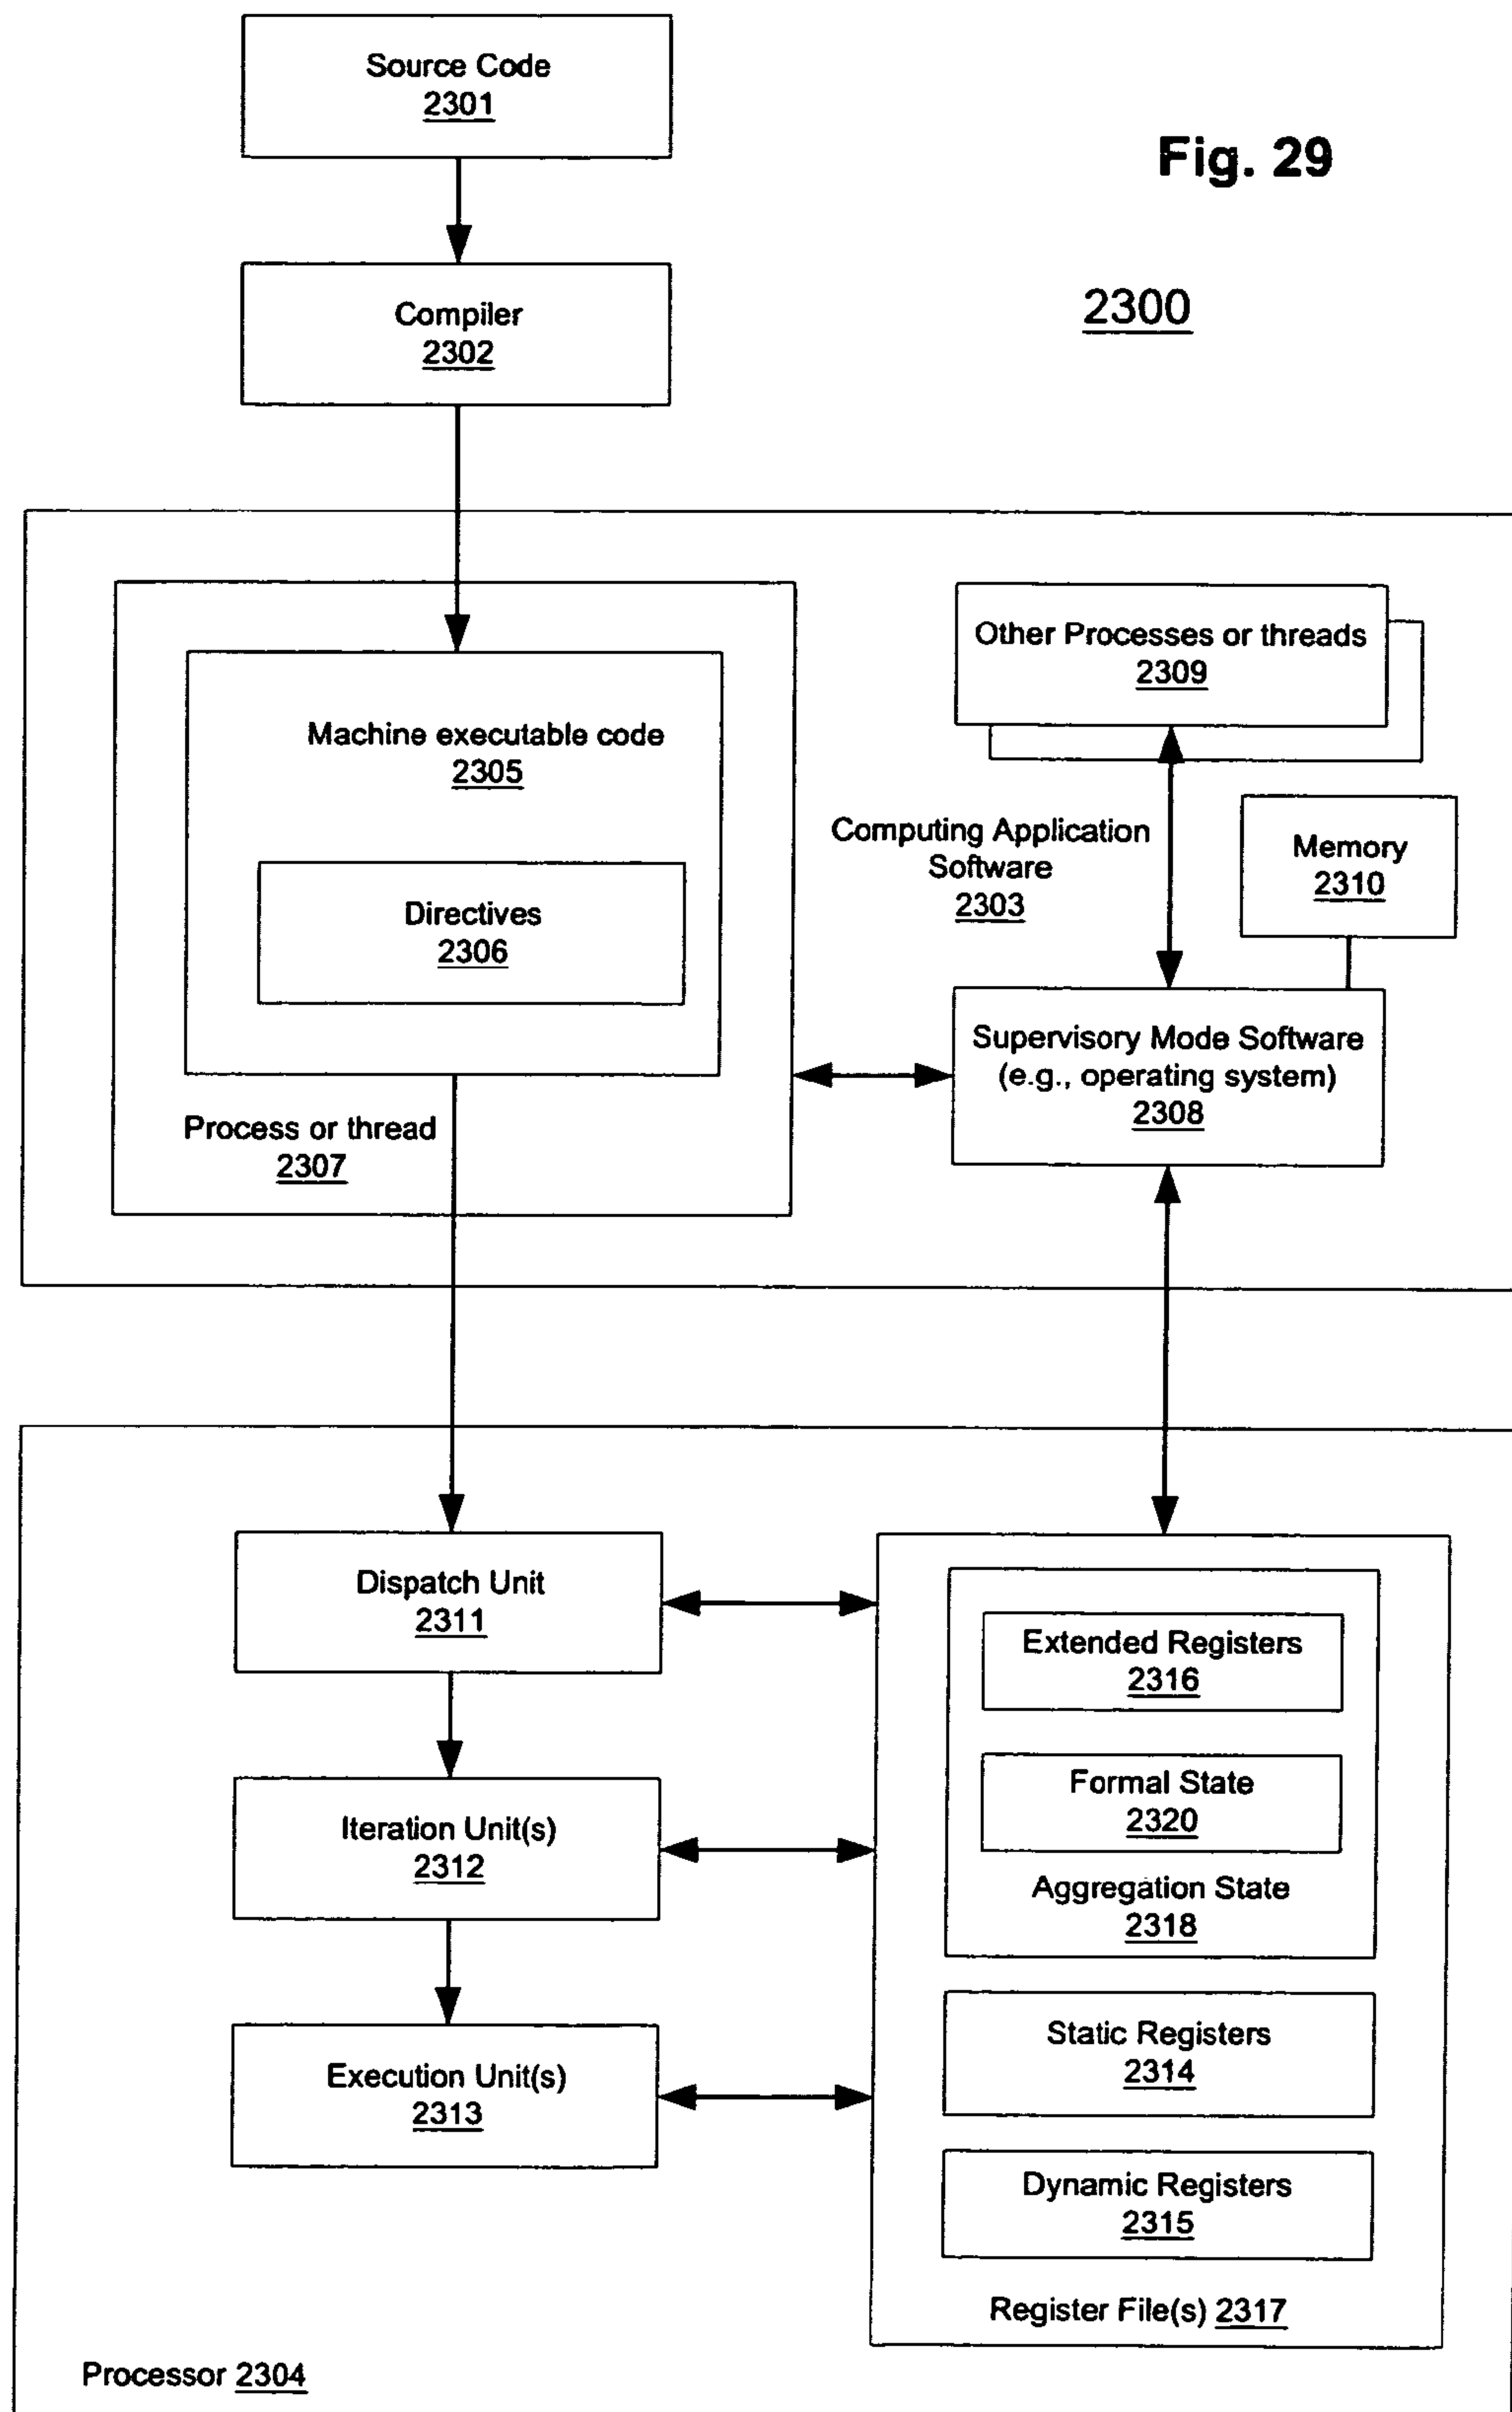 Source Code
2301
Fig. 29
Compiler
2302
2300
Machine executable code
2305
Directives
2306
Process or thread
2307
Other Processes or threads
2309
Computing Application
Software
2303
Memory
2310
Supervisory Mode Software
(e.g., operating system)
2308
Dispatch Unit
2311
Iteration Unit(s)
2312
Execution Unit(s)
2313
Extended Registers
2316
Formal State
2320
Aggregation State
2318
Static Registers
2314
Dynamic Registers
2315
Register File(s) 2317
Processor 2304